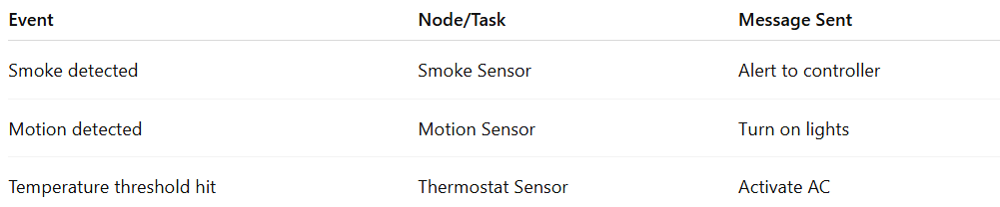 Event Node/Task Message Sent
Smoke detected Smoke Sensor Alert to controller
Motion detected Motion Sensor Turn on lights
Temperature threshold hit Thermostat Sensor Activate AC